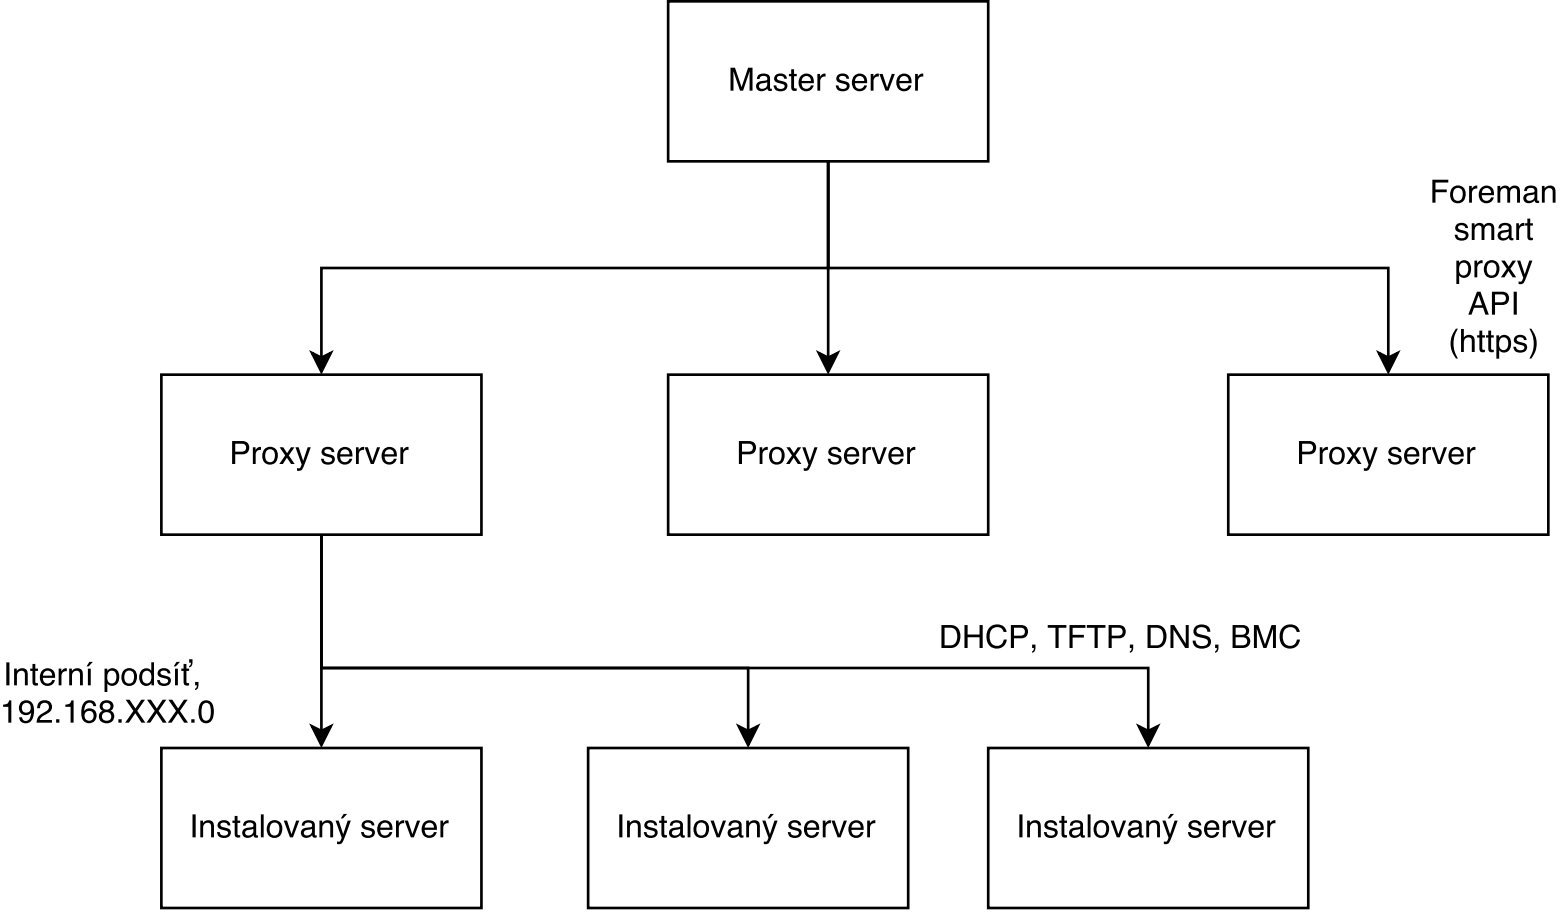 Master server
Foreman
smart
proxy
API
(https)
Proxy server
Proxy server
Proxy server
DHCP, TFTP, DNS, BMC
Interní podsíť,
192.168.XXX.0
Instalovaný server
Instalovaný server
Instalovaný server